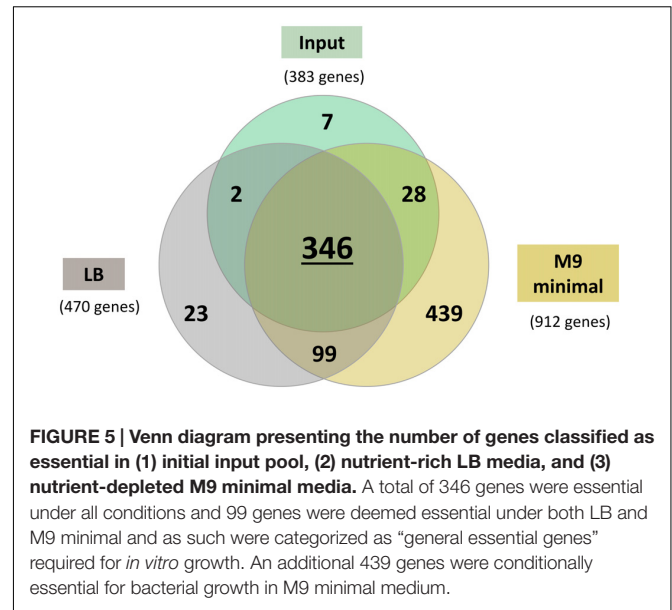 Input
(383 genes)
7
2
28
346
LB
(470 genes)
M9
minimal
(912 genes)
23
439
99
FIGURE 5 | Venn diagram presenting the number of genes classified as
essential in (1) initial input pool, (2) nutrient-rich LB media, and (3)
nutrient-depleted M9 minimal media. A total of 346 genes were essential
under all conditions and 99 genes were deemed essential under both LB and
M9 minimal and as such were categorized as “general essential genes”
required for in vitro growth. An additional 439 genes were conditionally
essential for bacterial growth in M9 minimal medium.